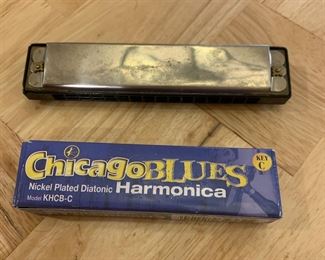 ChicagoBLUES
KEY
C
Nickel Plated Diatonic Harmonica
Model KHCB-C